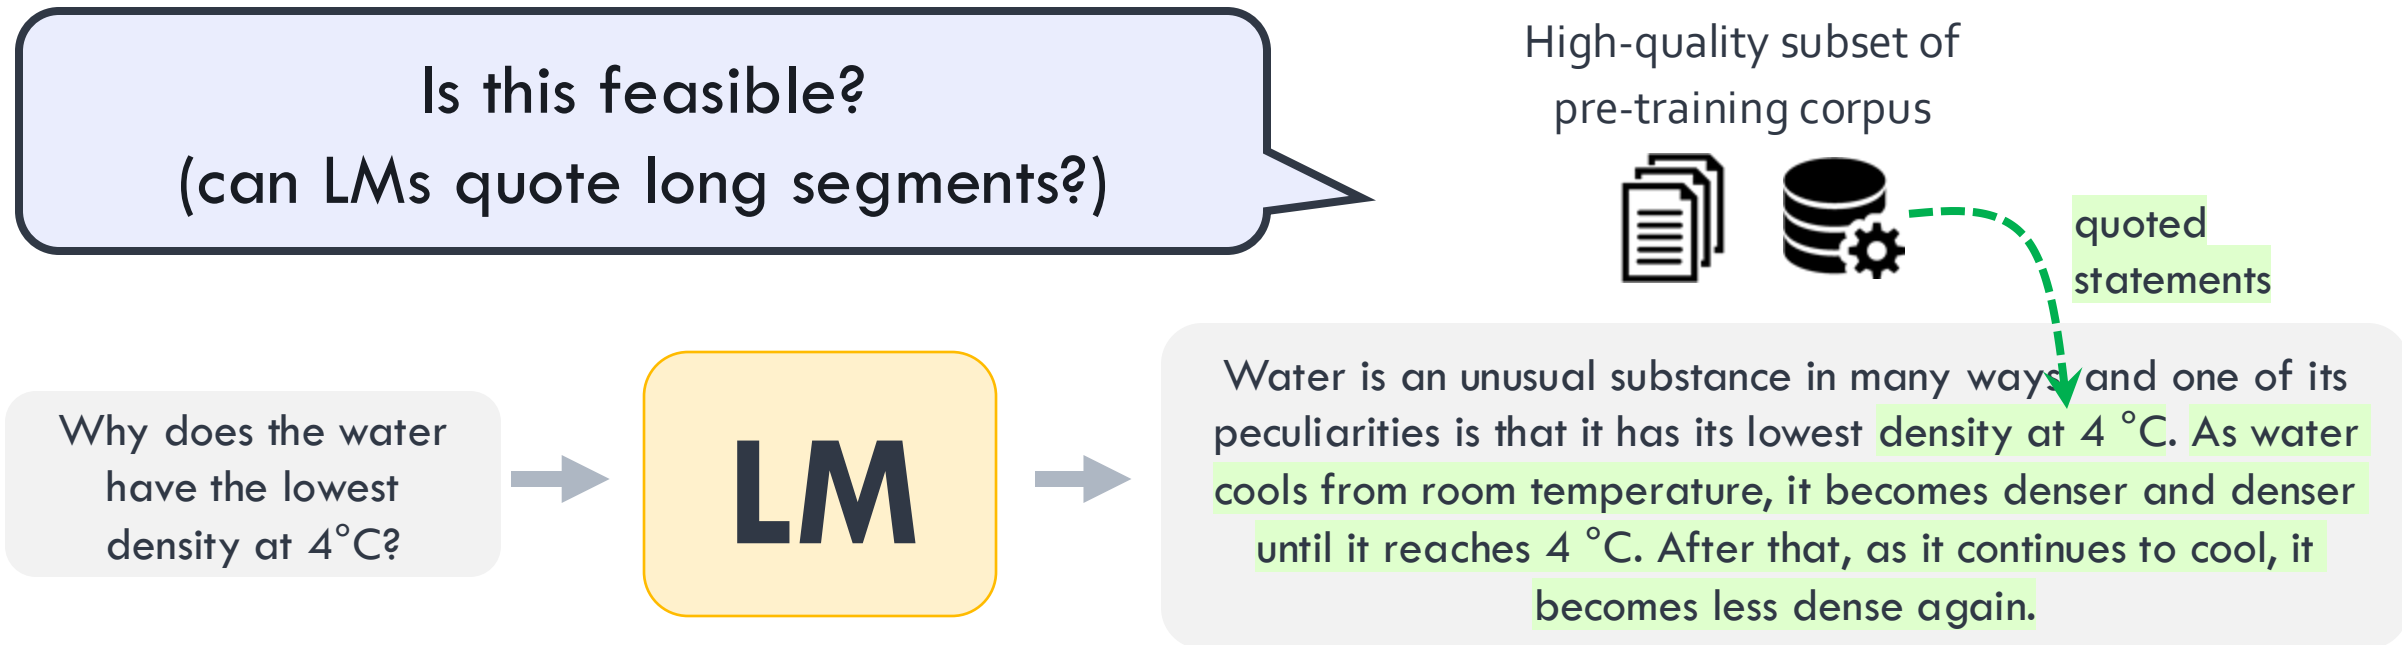 Is this feasible?
(can LMs quote long segments?)
High-quality subset of
pre-training corpus
quoted
statements
Why does the water
have the lowest
density at 4°C?
LM
Water is an unusual substance in many ways and one of its
peculiarities is that it has its lowest density at 4 °C. As water
cools from room temperature, it becomes denser and denser
until it reaches 4 °C. After that, as it continues to cool, it
becomes less dense again.